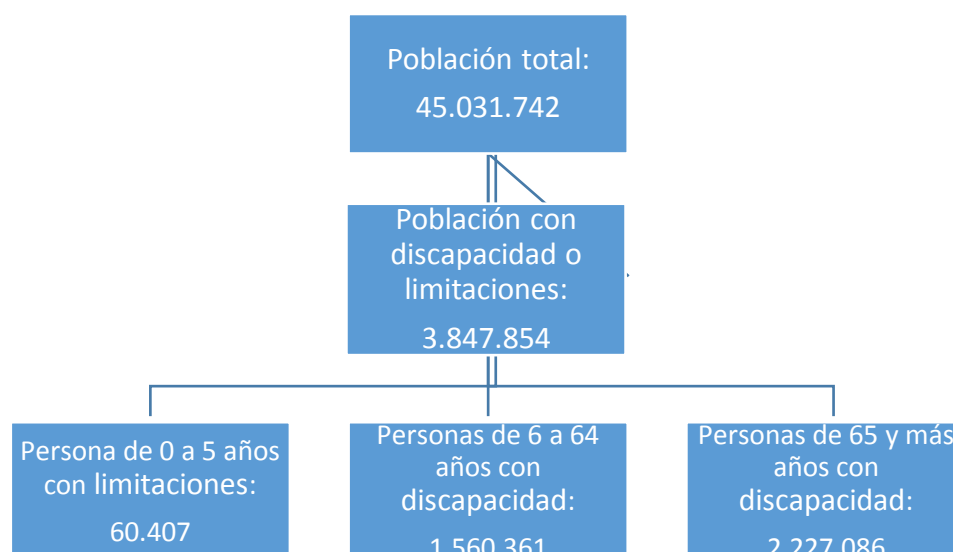 Población total:
45.031.742
Población con
discapacidad o
limitaciones:
3.847.854
Persona de 0 a 5 años
con limitaciones:
60.407
Personas de 6 a 64
años con
discapacidad:
1.560.361
Personas de 65 y más
años con
discapacidad:
2.227.086